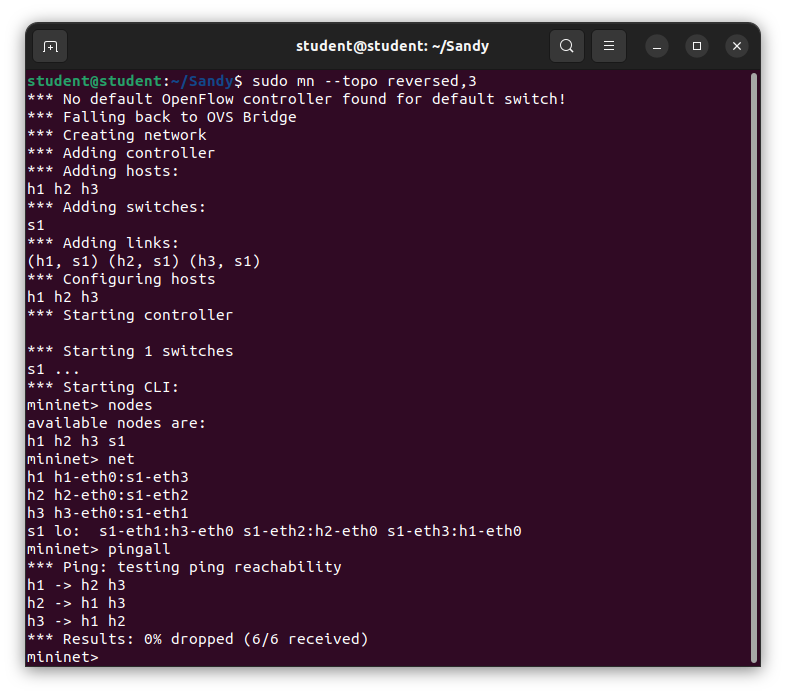 student@student: ~/Sandy
student@student:~/Sandy$ sudo mn --topo reversed,3
*** No default OpenFlow controller found for default switch!
*** Falling back to OVS Bridge
*** Creating network
*** Adding controller
*** Adding hosts:
h1 h2 h3
*** Adding switches:
s1
*** Adding links:
(h1, s1) (h2, s1) (h3, s1)
*** Configuring hosts
h1 h2 h3
*** Starting controller

*** Starting 1 switches
s1 ...
*** Starting CLI:
mininet> nodes
available nodes are:
h1 h2 h3 s1
mininet> net
h1 h1-eth0:s1-eth3
h2 h2-eth0:s1-eth2
h3 h3-eth0:s1-eth1
s1 lo:  s1-eth1:h3-eth0 s1-eth2:h2-eth0 s1-eth3:h1-eth0
mininet> pingall
*** Ping: testing ping reachability
h1 -> h2 h3
h2 -> h1 h3
h3 -> h1 h2
*** Results: 0% dropped (6/6 received)
mininet>